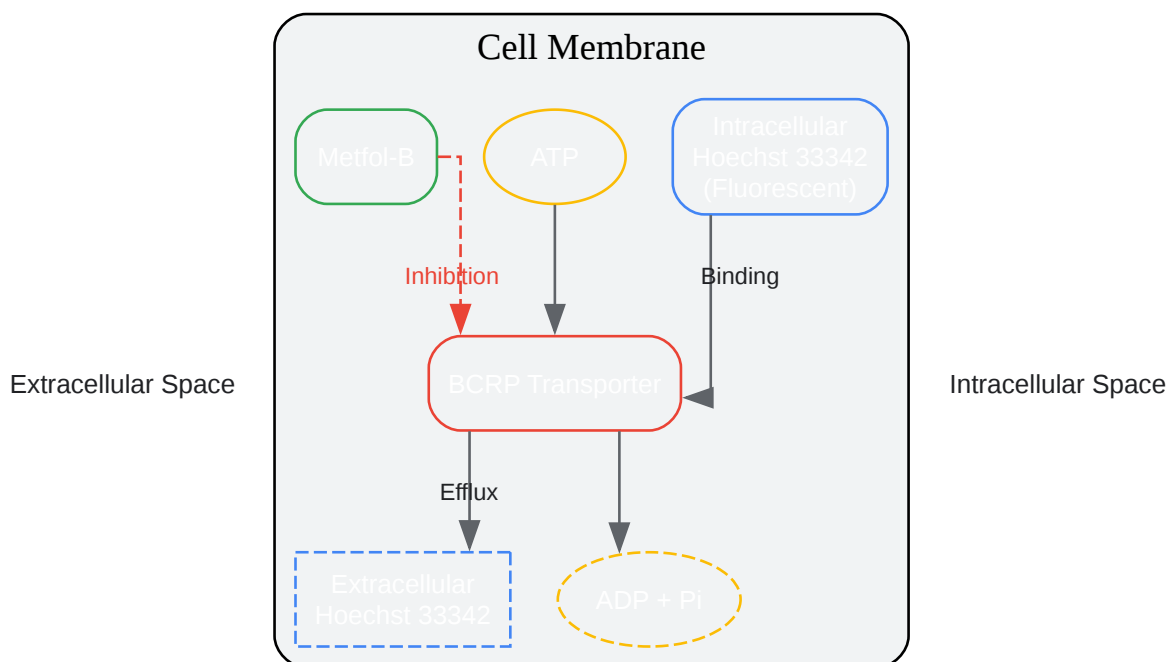 Cell Membrane
Metfol-B
ATP
Intracellular
Hoechst 33342
(Fluorescent)
Inhibition
Binding
Extracellular Space
BCRP Transporter
Intracellular Space
Efflux
Extracellular
Hoechst 33342
ADP + Pi